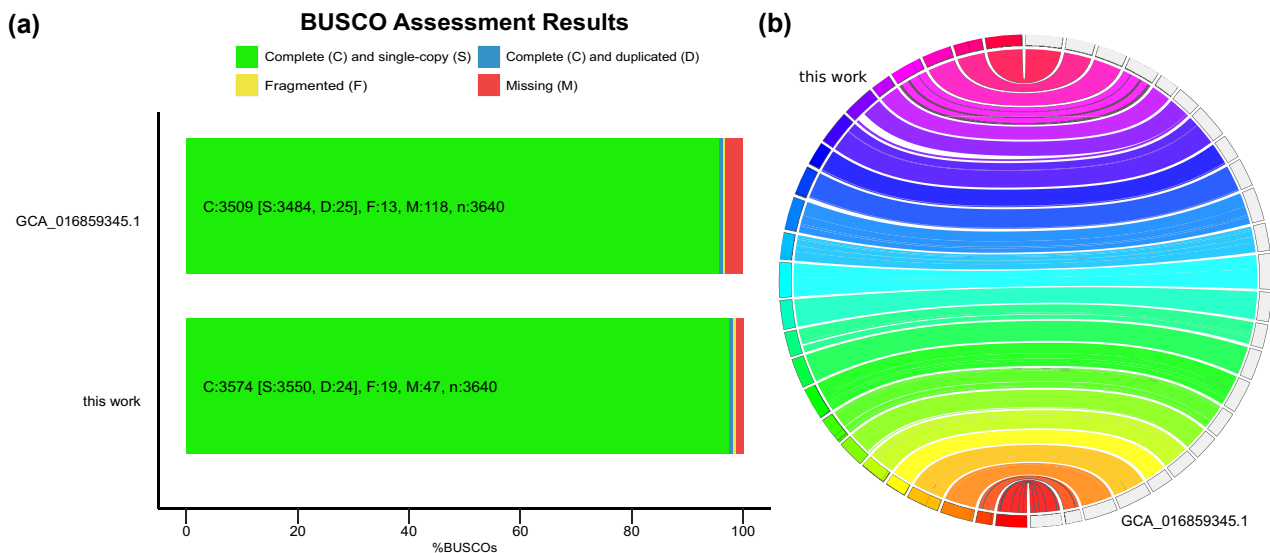 (a)
BUSCO Assessment Results
Complete (C) and single-copy (S)
Complete (C) and duplicated (D)
Fragmented (F)
Missing (M)
GCA_016859345.1
C:3509 [S:3484, D:25], F:13, M:118, n:3640
this work
C:3574 [S:3550, D:24], F:19, M:47, n:3640
0 20 40 60 80 100
%BUSCOs
(b)
this work
GCA_016859345.1